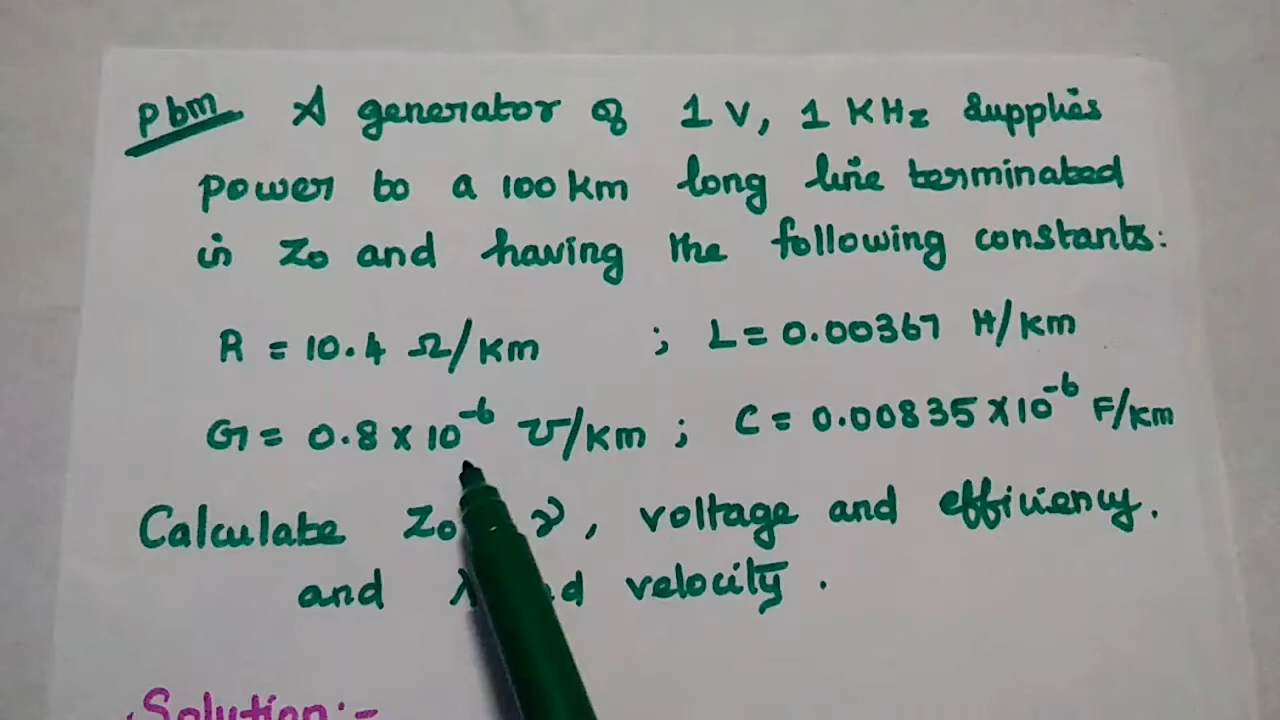 Pbm A generator of 1 V, 1 KHz supplies
power to a 100 km long line terminated
in Z₀ and having the following constants:
R = 10.4 Ω/km ; L = 0.00367 H/km
G = 0.8 × 10⁻⁶ ℧/km ; C = 0.00835 × 10⁻⁶ F/km
Calculate Z₀ γ, voltage and efficiency.
and velocity.
Solution:-